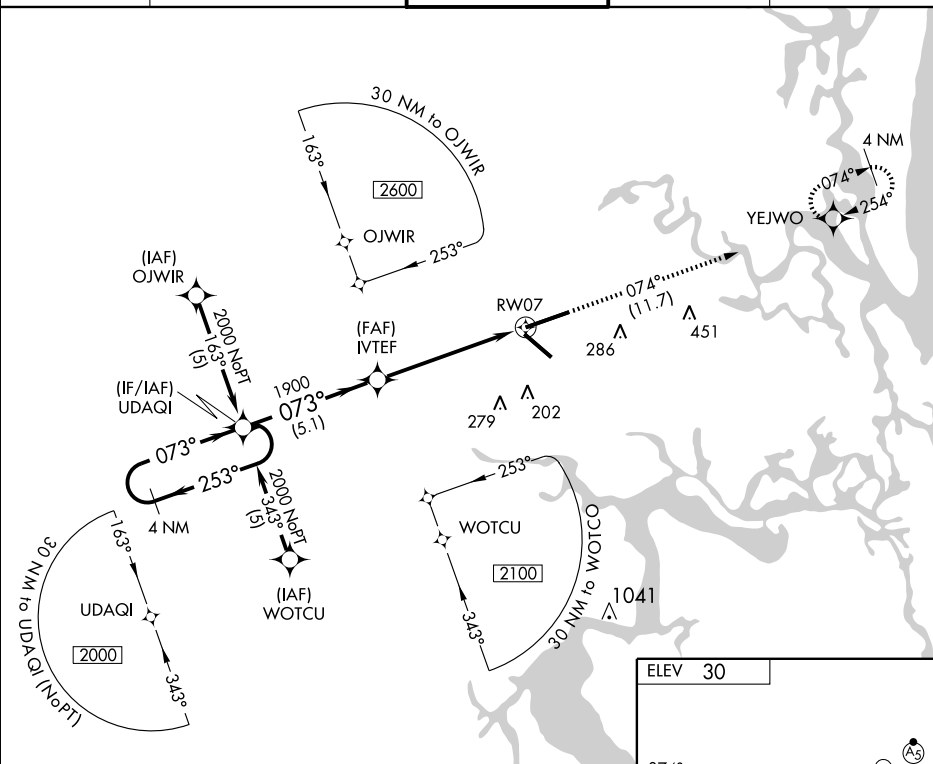 30 NM to OJWIR
163°
2600
OJWIR
253°
4 NM
074°
254°
YEJWO
(IAF)
OJWIR
2000 NoPT
163°
(5)
RW07
074°
(11.7)
286
451
(FAF)
IVTEF
(IF/IAF)
UDAQI
1900
073°
(5.1)
279
202
073°
253°
4 NM
2000 NoPT
343°
(5)
(IAF)
WOTCU
253°
WOTCU
2100
343°
30 NM to WOTCO
1041
163°
UDAQI
2000
343°
30 NM to UDAQI (NoPT)
ELEV 30
A5